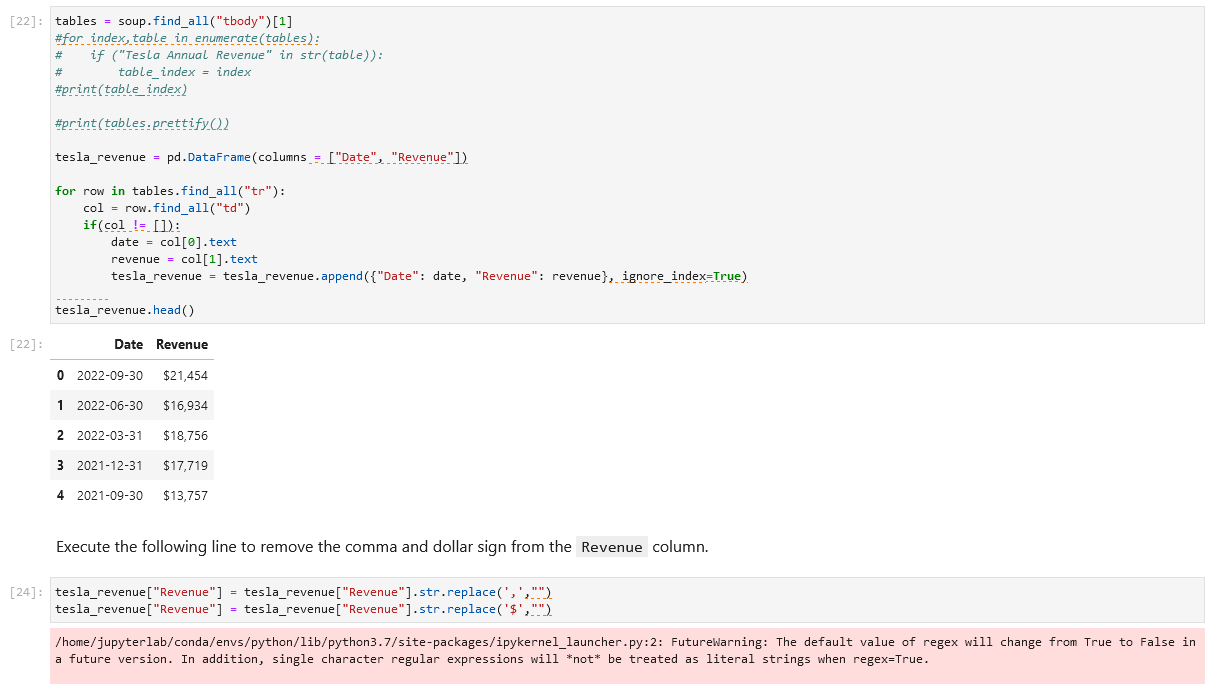 [22]: tables = soup.find_all("tbody")[1]
#for index,table in enumerate(tables):
#    if ("Tesla Annual Revenue" in str(table)):
#        table_index = index
#print(table_index)
#print(tables.prettify())
tesla_revenue = pd.DataFrame(columns = ["Date", "Revenue"])
for row in tables.find_all("tr"):
    col = row.find_all("td")
    if(col != []):
        date = col[0].text
        revenue = col[1].text
        tesla_revenue = tesla_revenue.append({"Date": date, "Revenue": revenue}, ignore_index=True)
tesla_revenue.head()
[22]: Date Revenue
0 2022-09-30 $21,454
1 2022-06-30 $16,934
2 2022-03-31 $18,756
3 2021-12-31 $17,719
4 2021-09-30 $13,757
Execute the following line to remove the comma and dollar sign from the Revenue column.
[24]: tesla_revenue["Revenue"] = tesla_revenue["Revenue"].str.replace(',',"")
tesla_revenue["Revenue"] = tesla_revenue["Revenue"].str.replace('$',"")
/home/jupyterlab/conda/envs/python/lib/python3.7/site-packages/ipykernel_launcher.py:2: FutureWarning: The default value of regex will change from True to False in
a future version. In addition, single character regular expressions will *not* be treated as literal strings when regex=True.